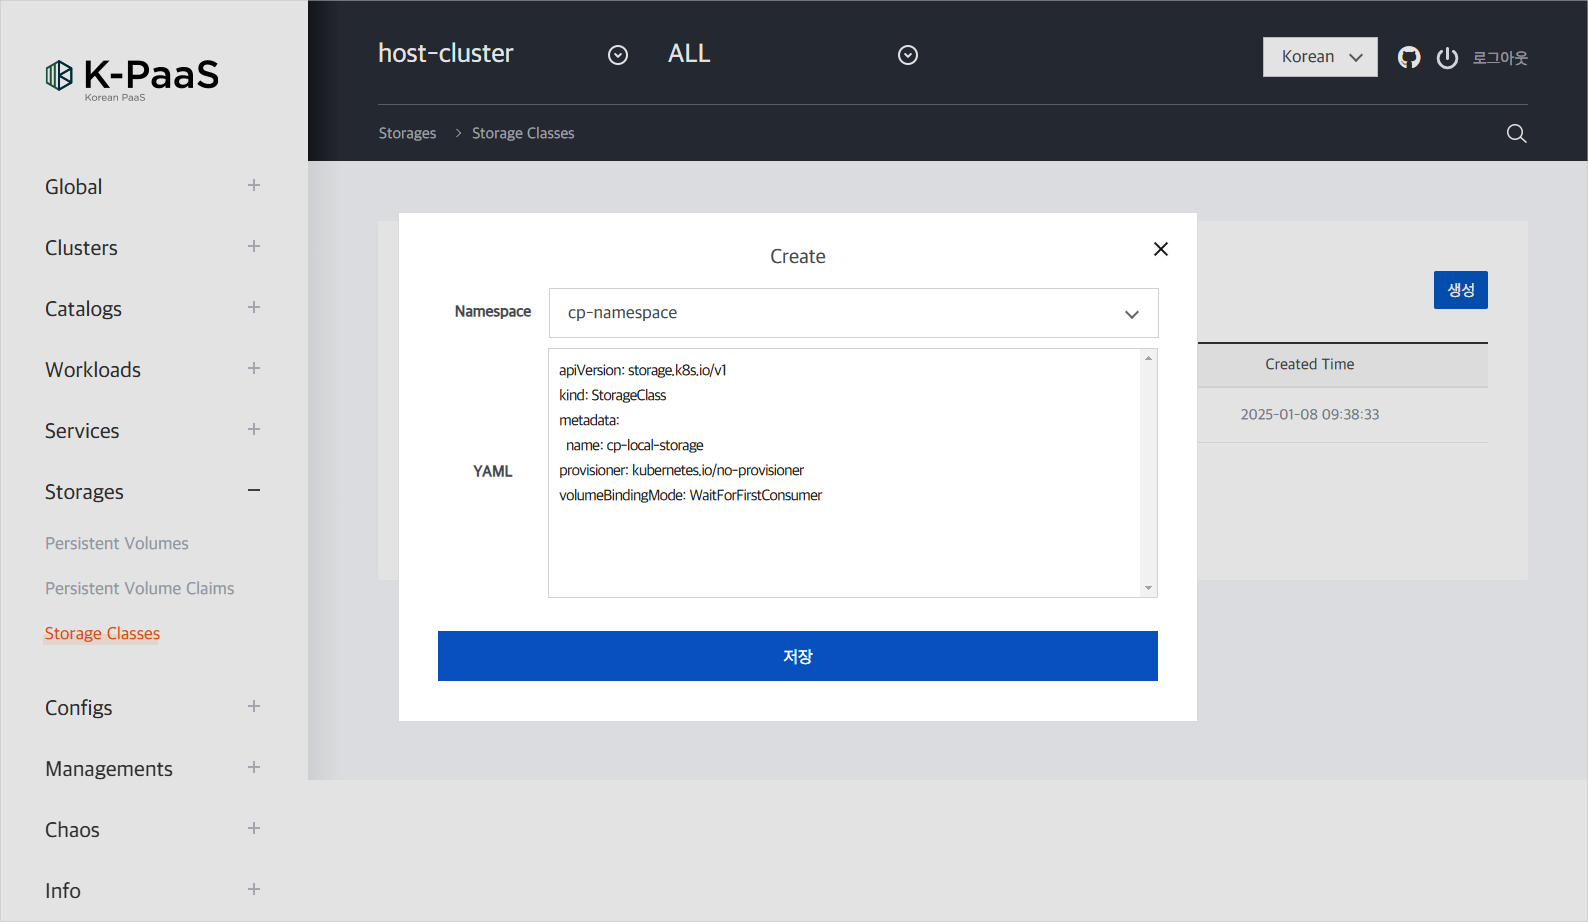 K-PaaS
Korean PaaS
host-cluster
ALL
Korean
로그아웃
Storages > Storage Classes
Global +
Clusters +
Catalogs +
Workloads +
Services +
Storages −
Persistent Volumes
Persistent Volume Claims
Storage Classes
Configs +
Managements +
Chaos +
Info +
생성
Created Time
2025-01-08 09:38:33
Create
Namespace
cp-namespace
YAML
apiVersion: storage.k8s.io/v1
kind: StorageClass
metadata:
  name: cp-local-storage
provisioner: kubernetes.io/no-provisioner
volumeBindingMode: WaitForFirstConsumer
저장